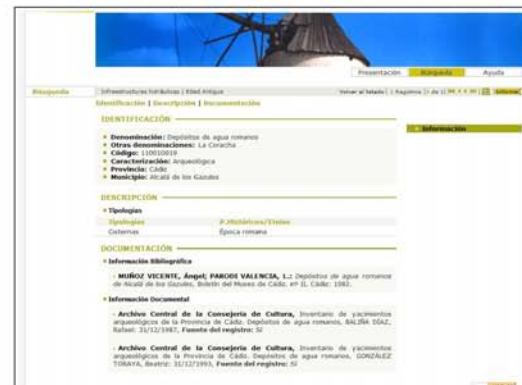 Presentación Búsqueda Ayuda
Búsqueda Infraestructuras hidráulicas | Edad Antigua Volver al listado | Registros [1 de 1] Informe
Identificación | Descripción | Documentación
IDENTIFICACIÓN
Información
Denominación: Depósitos de agua romanos
Otras denominaciones: La Coracha
Código: 110010019
Caracterización: Arqueológica
Provincia: Cádiz
Municipio: Alcalá de los Gazules
DESCRIPCIÓN
Tipologías
Tipologías P.Históricos/Etnias
Cisternas Época romana
DOCUMENTACIÓN
Información Bibliográfica
- MUÑOZ VICENTE, Ángel; PARODI VALENCIA, L.: Depósitos de agua romanos
de Alcalá de los Gazules. Boletín del Museo de Cádiz. nº II. Cádiz: 1982.
Información Documental
- Archivo Central de la Consejería de Cultura, Inventario de yacimientos
arqueológicos de la Provincia de Cádiz. Depósitos de agua romanos. BALIÑA DÍAZ,
Rafael: 31/12/1987, Fuente del registro: Sí
- Archivo Central de la Consejería de Cultura, Inventario de yacimientos
arqueológicos de la Provincia de Cádiz. Depósitos de agua romanos. GONZÁLEZ
TORAYA, Beatriz: 31/12/1993, Fuente del registro: Sí